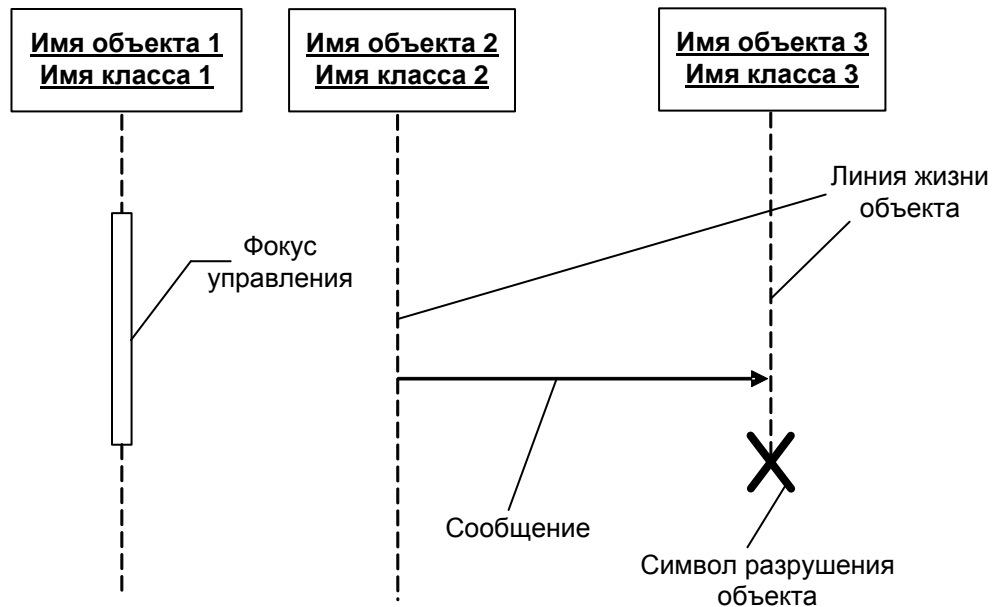 Имя объекта 1
Имя класса 1
Имя объекта 2
Имя класса 2
Имя объекта 3
Имя класса 3
Линия жизни
объекта
Фокус
управления
Сообщение
Символ разрушения
объекта